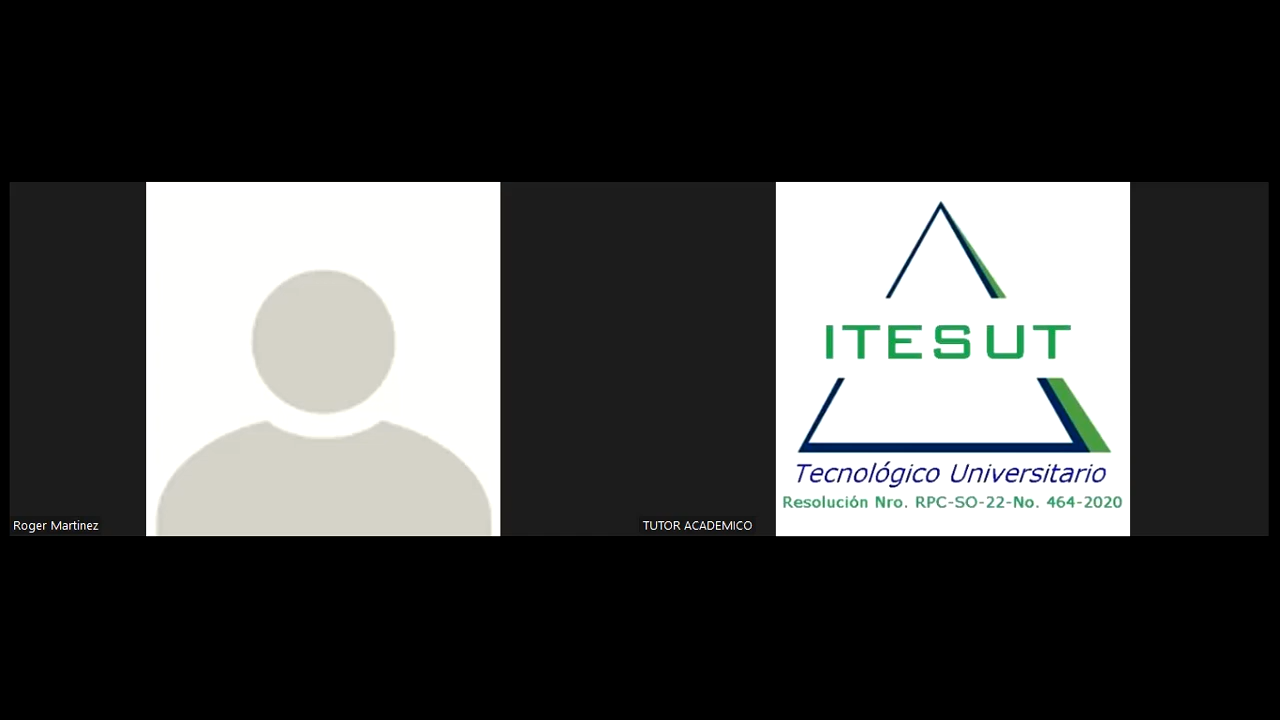 Roger Martinez
TUTOR ACADEMICO
ITESUT
Tecnológico Universitario
Resolución Nro. RPC-SO-22-No. 464-2020